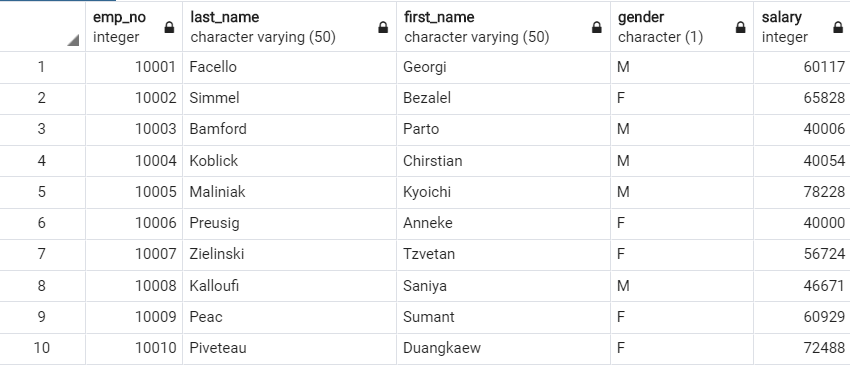 emp_no last_name first_name gender salary
integer character varying (50) character varying (50) character (1) integer
1 10001 Facello Georgi M 60117
2 10002 Simmel Bezalel F 65828
3 10003 Bamford Parto M 40006
4 10004 Koblick Chirstian M 40054
5 10005 Maliniak Kyoichi M 78228
6 10006 Preusig Anneke F 40000
7 10007 Zielinski Tzvetan F 56724
8 10008 Kalloufi Saniya M 46671
9 10009 Peac Sumant F 60929
10 10010 Piveteau Duangkaew F 72488